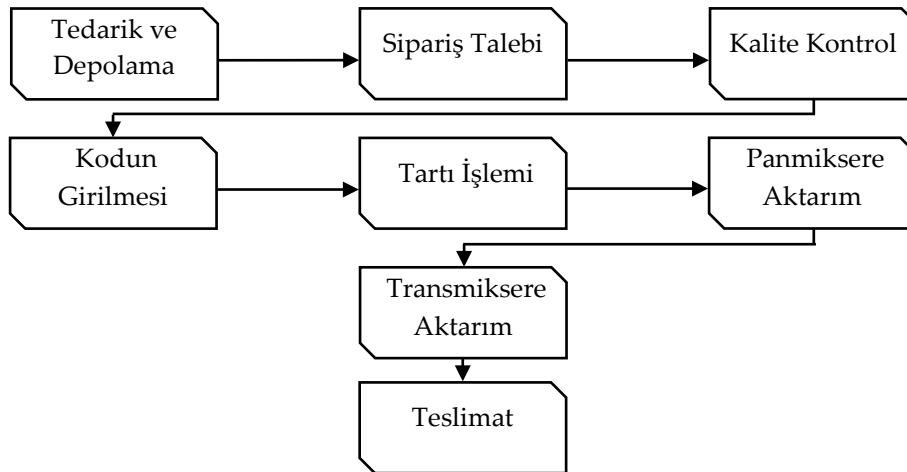 Tedarik ve
Depolama
Sipariş Talebi
Kalite Kontrol
Kodun
Girilmesi
Tartı İşlemi
Panmiksere
Aktarım
Transmiksere
Aktarım
Teslimat